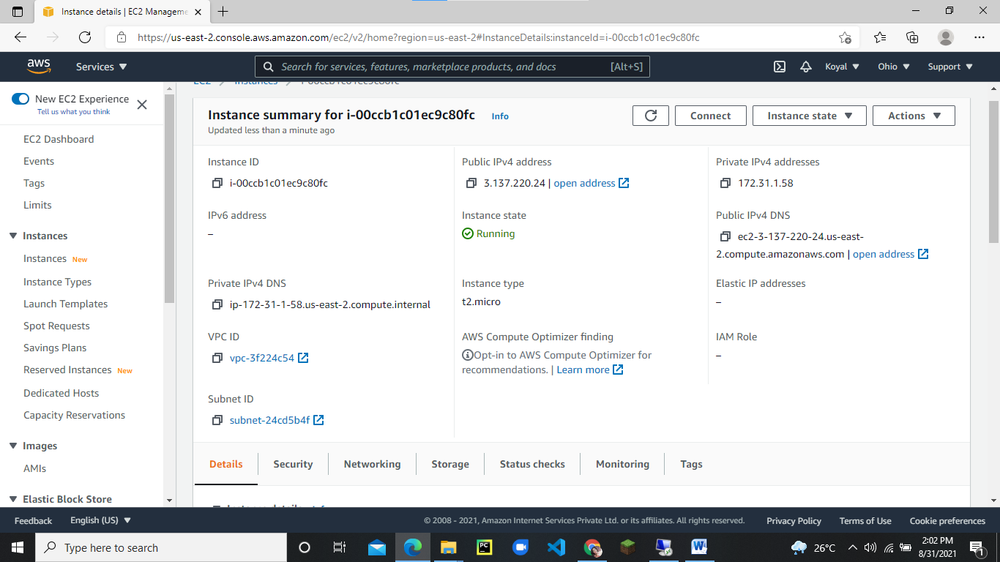 Instance details | EC2 Manageme
https://us-east-2.console.aws.amazon.com/ec2/v2/home?region=us-east-2#InstanceDetails:instanceId=i-00ccb1c01ec9c80fc
aws
Services
Search for services, features, marketplace products, and docs
[Alt+S]
Koyal
Ohio
Support
New EC2 Experience
Tell us what you think
EC2 Dashboard
Events
Tags
Limits
Instances
Instances New
Instance Types
Launch Templates
Spot Requests
Savings Plans
Reserved Instances New
Dedicated Hosts
Capacity Reservations
Images
AMIs
Elastic Block Store
EC2
Instances
i-00ccb1c01ec9c80fc
Instance summary for i-00ccb1c01ec9c80fc Info
Updated less than a minute ago
Connect
Instance state
Actions
Instance ID
i-00ccb1c01ec9c80fc
Public IPv4 address
3.137.220.24 | open address
Private IPv4 addresses
172.31.1.58
IPv6 address
–
Instance state
Running
Public IPv4 DNS
ec2-3-137-220-24.us-east-
2.compute.amazonaws.com | open address
Private IPv4 DNS
ip-172-31-1-58.us-east-2.compute.internal
Instance type
t2.micro
Elastic IP addresses
–
VPC ID
vpc-3f224c54
AWS Compute Optimizer finding
Opt-in to AWS Compute Optimizer for
recommendations. | Learn more
IAM Role
–
Subnet ID
subnet-24cd5b4f
Details
Security
Networking
Storage
Status checks
Monitoring
Tags
Feedback
English (US)
© 2008 - 2021, Amazon Internet Services Private Ltd. or its affiliates. All rights reserved.
Privacy Policy
Terms of Use
Cookie preferences
Type here to search
PC
W
26°C
2:02 PM
8/31/2021
1